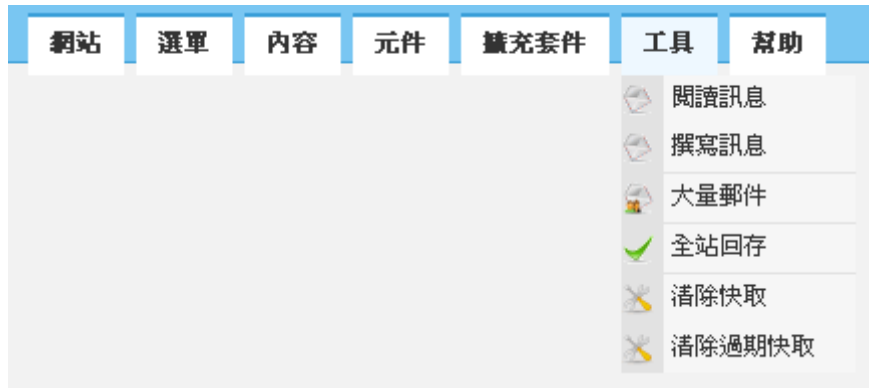 網站 選單 內容 元件 擴充套件 工具 幫助
閱讀訊息
撰寫訊息
大量郵件
全站回存
清除快取
清除過期快取